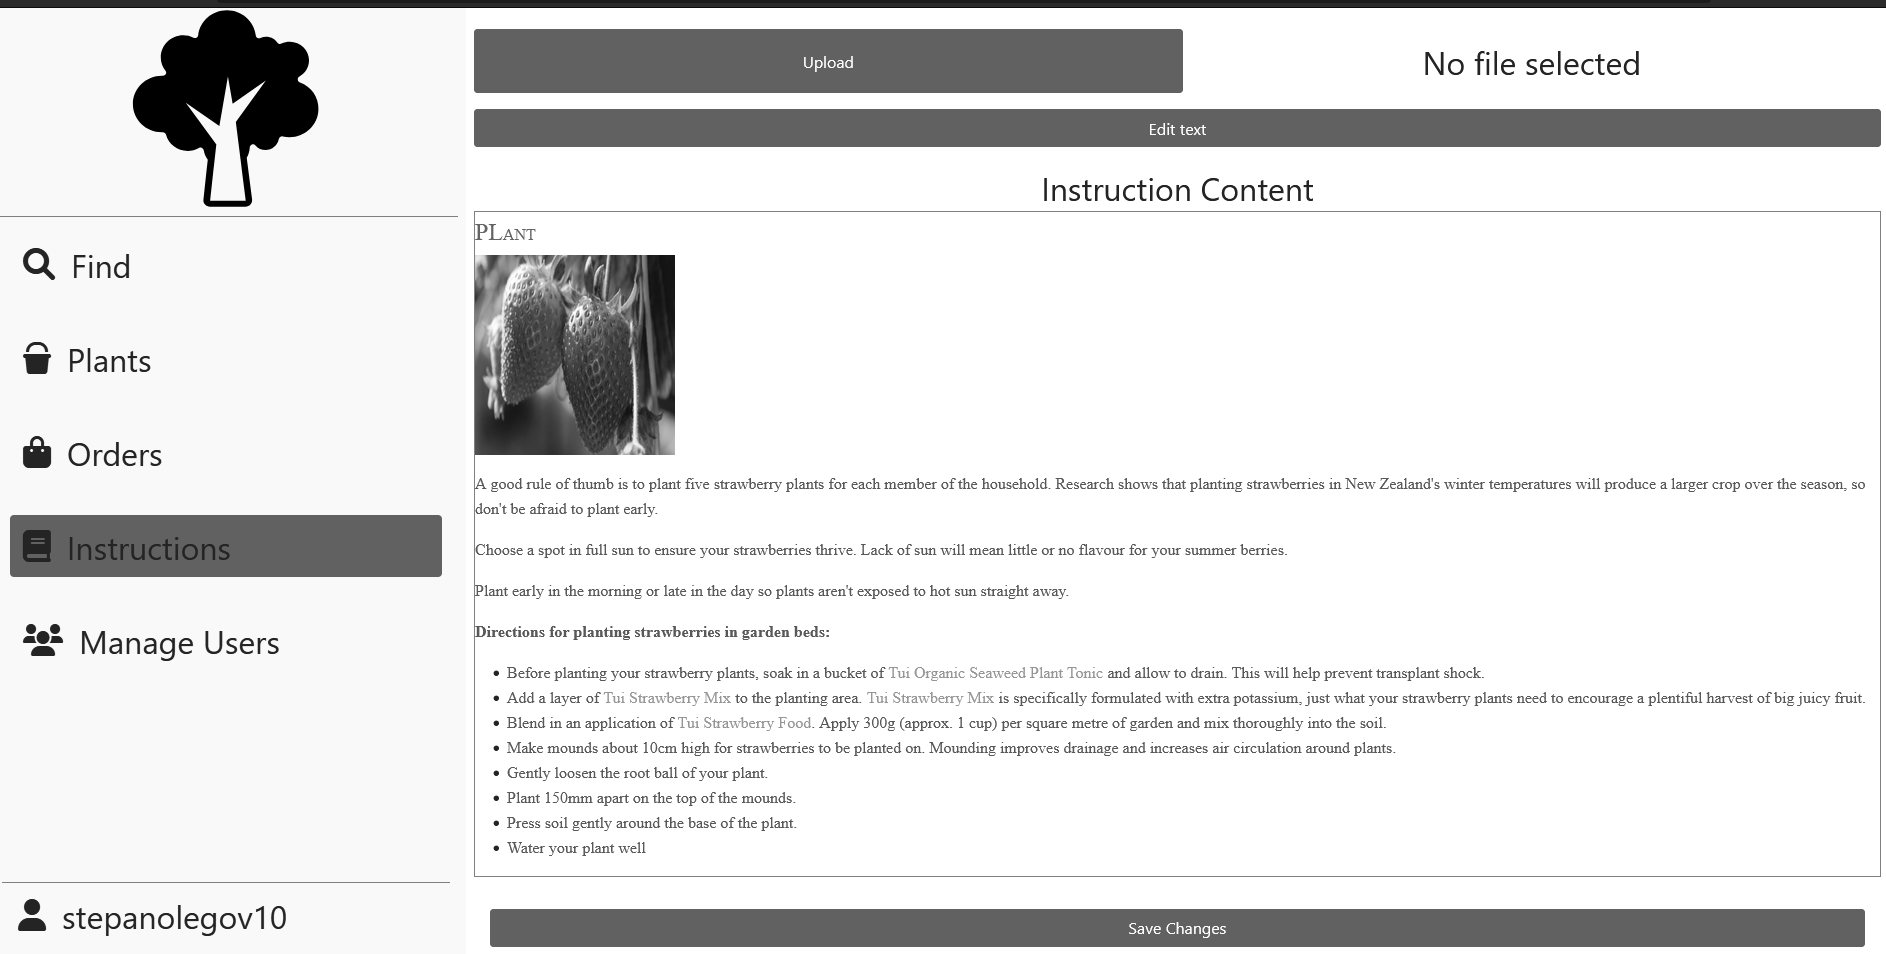 Upload
No file selected
Edit text
Find
Plants
Orders
Instructions
Manage Users
stepanolegov10
Instruction Content
PLANT
A good rule of thumb is to plant five strawberry plants for each member of the household. Research shows that planting strawberries in New Zealand's winter temperatures will produce a larger crop over the season, so
don't be afraid to plant early.
Choose a spot in full sun to ensure your strawberries thrive. Lack of sun will mean little or no flavour for your summer berries.
Plant early in the morning or late in the day so plants aren't exposed to hot sun straight away.
Directions for planting strawberries in garden beds:
• Before planting your strawberry plants, soak in a bucket of Tui Organic Seaweed Plant Tonic and allow to drain. This will help prevent transplant shock.
• Add a layer of Tui Strawberry Mix to the planting area. Tui Strawberry Mix is specifically formulated with extra potassium, just what your strawberry plants need to encourage a plentiful harvest of big juicy fruit.
• Blend in an application of Tui Strawberry Food. Apply 300g (approx. 1 cup) per square metre of garden and mix thoroughly into the soil.
• Make mounds about 10cm high for strawberries to be planted on. Mounding improves drainage and increases air circulation around plants.
• Gently loosen the root ball of your plant.
• Plant 150mm apart on the top of the mounds.
• Press soil gently around the base of the plant.
• Water your plant well
Save Changes